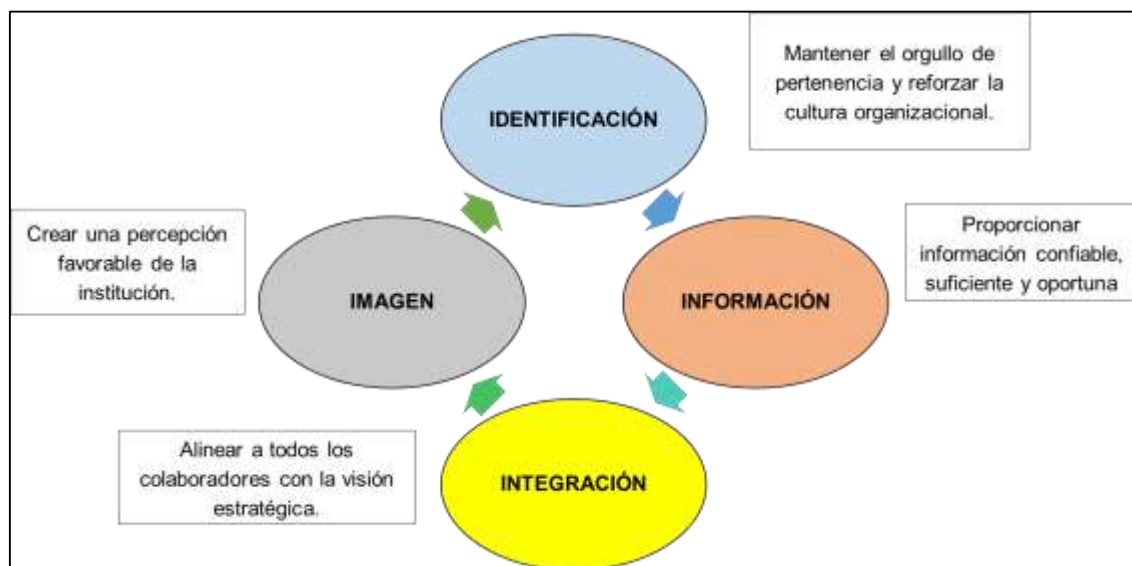 IDENTIFICACIÓN
Mantener el orgullo de
pertenencia y reforzar la
cultura organizacional.
Crear una percepción
favorable de la
institución.
IMAGEN
INFORMACIÓN
Proporcionar
información confiable,
suficiente y oportuna
Alinear a todos los
colaboradores con la visión
estratégica.
INTEGRACIÓN